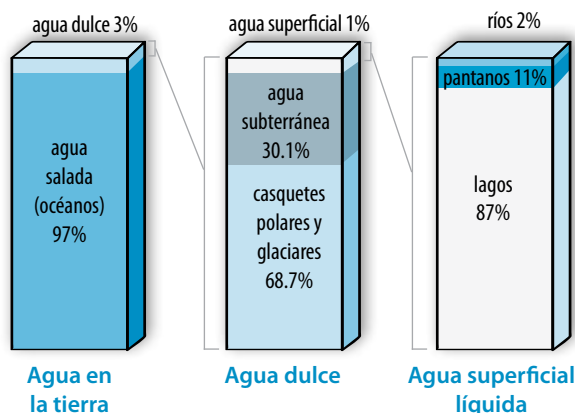 agua dulce 3%
agua
salada
(océanos)
97%
Agua en
la tierra
agua superficial 1%
agua
subterránea
30.1%
casquetes
polares y
glaciares
68.7%
Agua dulce
ríos 2%
pantanos 11%
lagos
87%
Agua superficial
líquida